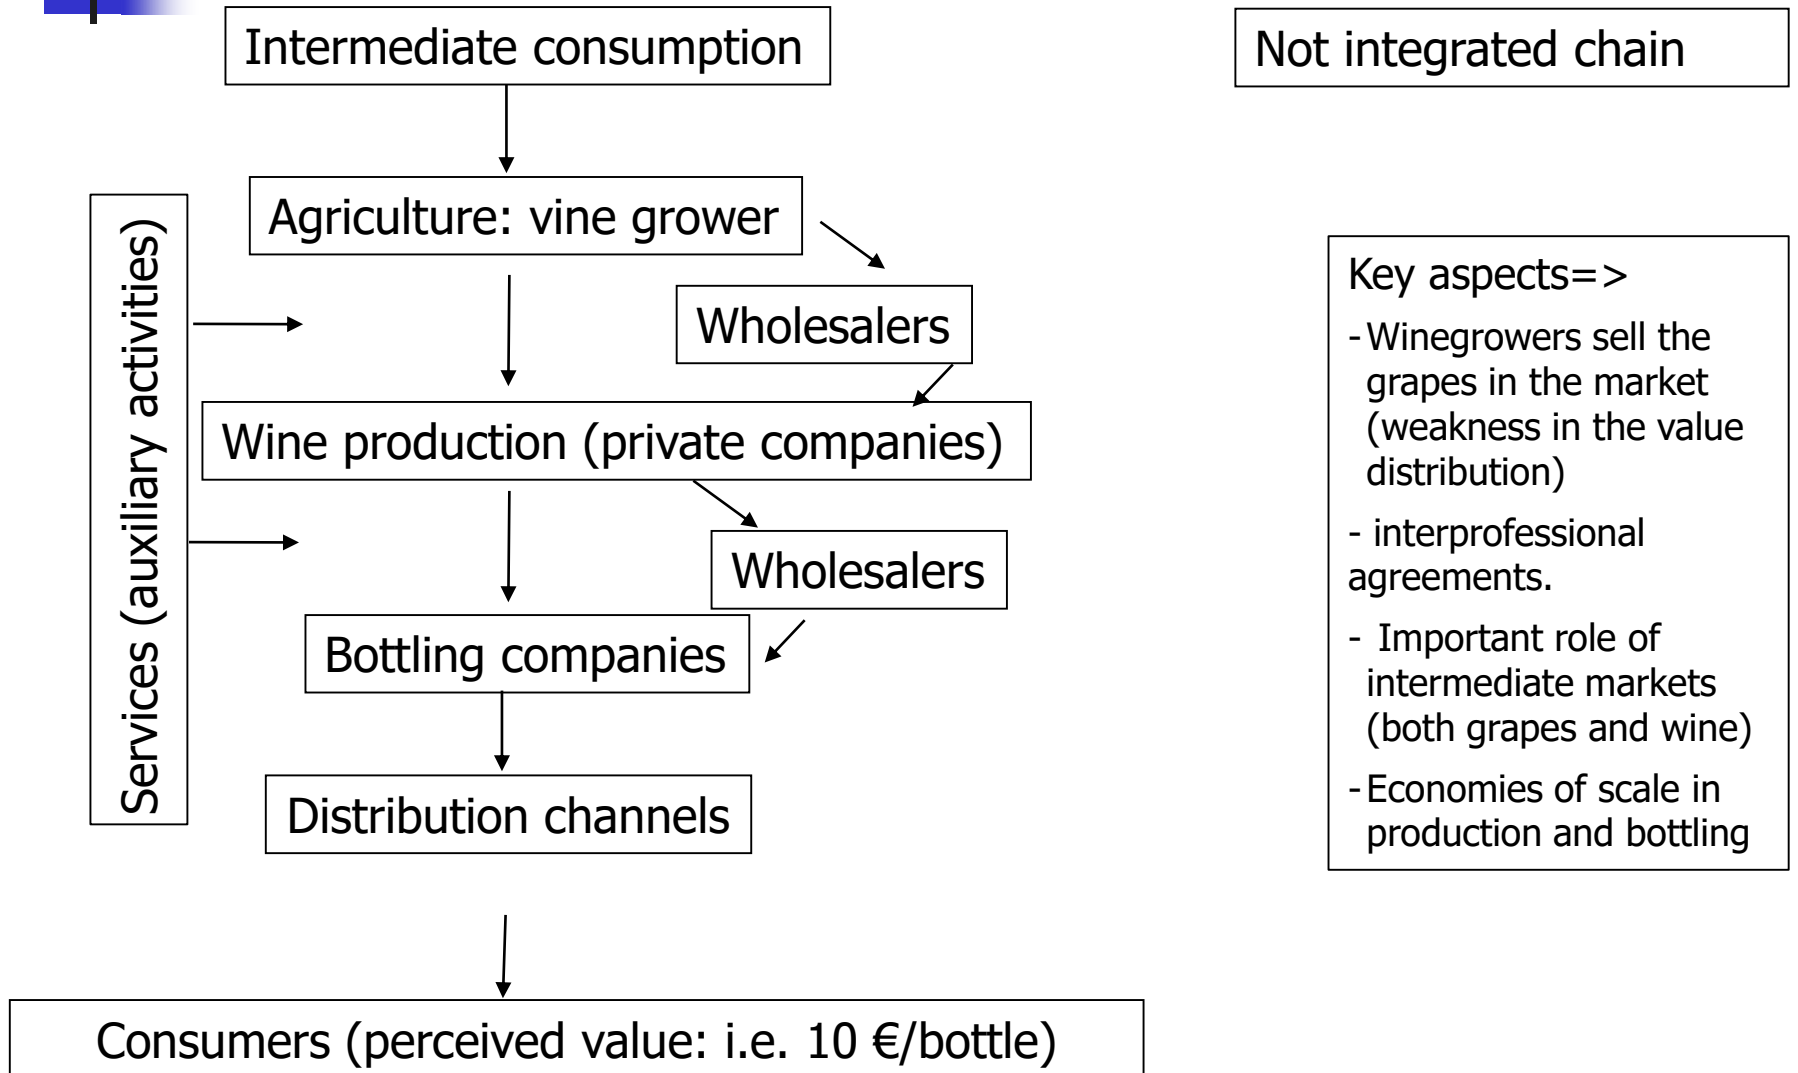 Intermediate consumption
Not integrated chain
Agriculture: vine grower
Services (auxiliary activities)
Wholesalers
Wine production (private companies)
Wholesalers
Bottling companies
Distribution channels
Consumers (perceived value: i.e. 10 €/bottle)
Key aspects=>
-Winegrowers sell the
grapes in the market
(weakness in the value
distribution)
- interprofessional
agreements.
- Important role of
intermediate markets
(both grapes and wine)
-Economies of scale in
production and bottling